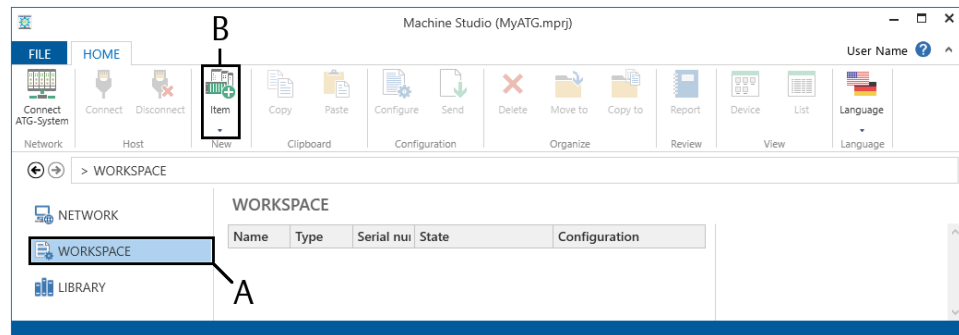 B
Machine Studio (MyATG.mprj)
FILE HOME User Name ?
Connect ATG-System Connect Disconnect Item Copy Paste Configure Send Delete Move to Copy to Report Device List Language
Network Host New Clipboard Configuration Organize Review View Language
> WORKSPACE
NETWORK
WORKSPACE
LIBRARY
WORKSPACE
Name Type Serial nu State Configuration
A